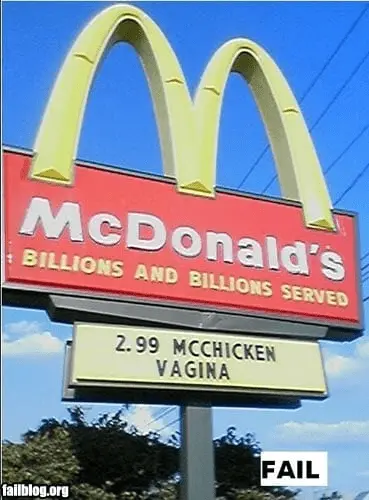 McDonald's
BILLIONS AND BILLIONS SERVED
2.99 MCCHICKEN
VAGINA
FAIL
failblog.org